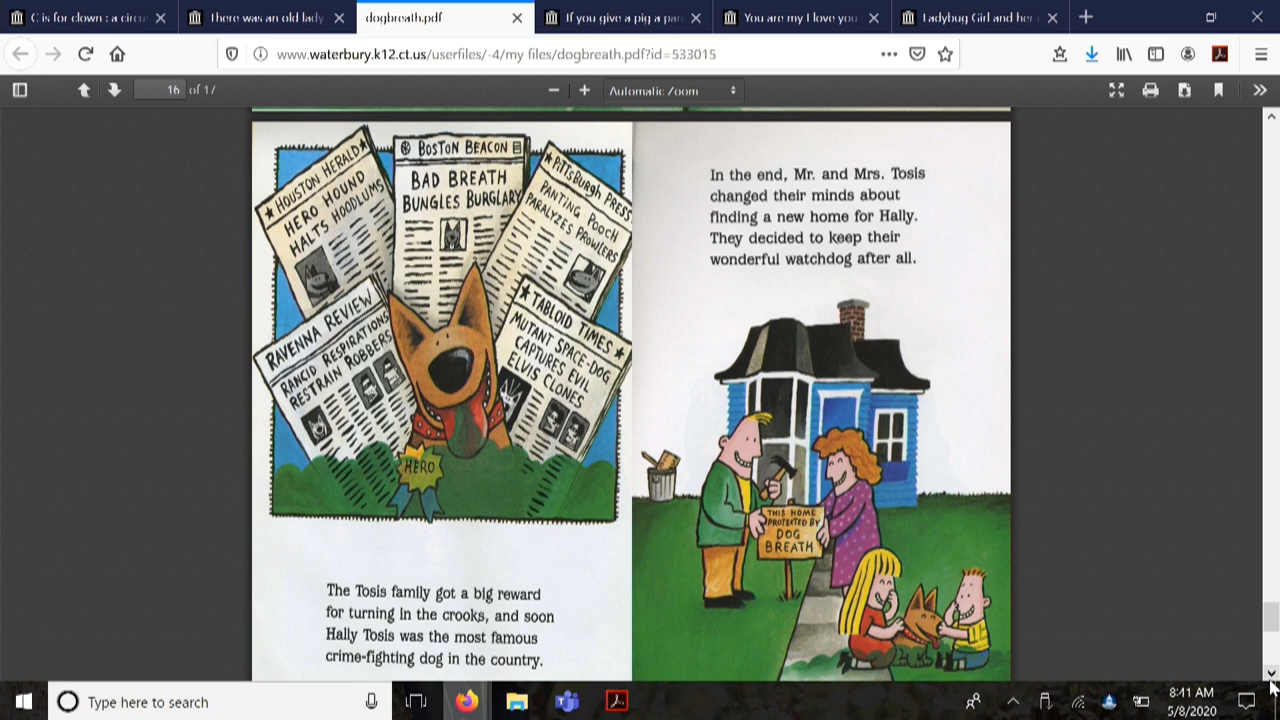 C is for clown : a circu
There was an old lady
dogbreath.pdf
If you give a pig a pan
You are my I love you
Ladybug Girl and her
www.waterbury.k12.ct.us/userfiles/-4/my files/dogbreath.pdf?id=533015
16 of 17
Automatic Zoom
HOUSTON HERALD
HERO HOUND
HALTS HOODLUMS
BOSTON BEACON
BAD BREATH
BUNGLES BURGLARY
PITTSBURGH PRESS
PANTING POOCH
PARALYZES PROWLERS
RAVENNA REVIEW
RANCID RESPIRATIONS
RESTRAIN ROBBERS
TABLOID TIMES
MUTANT SPACE-DOG
CAPTURES EVIL
ELVIS CLONES
HERO
The Tosis family got a big reward
for turning in the crooks, and soon
Hally Tosis was the most famous
crime-fighting dog in the country.
In the end, Mr. and Mrs. Tosis
changed their minds about
finding a new home for Hally.
They decided to keep their
wonderful watchdog after all.
THIS HOME
PROTECTED BY
DOG
BREATH
Type here to search
8:41 AM
5/8/2020